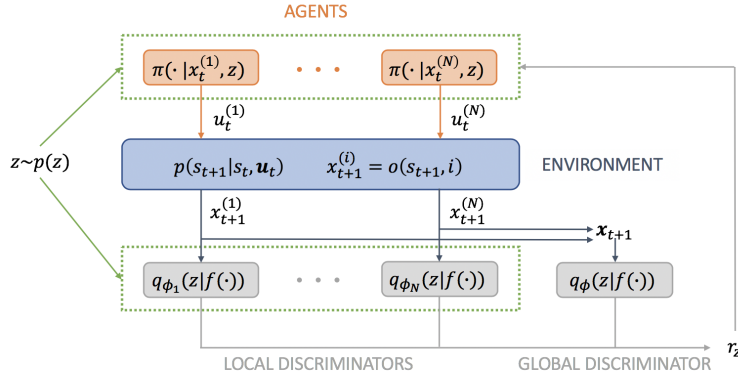 AGENTS
π(· |x_t^(1), z) · · · π(· |x_t^(N), z)
u_t^(1) u_t^(N)
z~p(z)
p(s_{t+1}|s_t, u_t) x_{t+1}^(i) = o(s_{t+1}, i)
ENVIRONMENT
x_{t+1}^(1) x_{t+1}^(N)
x_{t+1}
q_{ϕ_1}(z|f(·)) · · · q_{ϕ_N}(z|f(·)) q_ϕ(z|f(·))
r_z
LOCAL DISCRIMINATORS GLOBAL DISCRIMINATOR